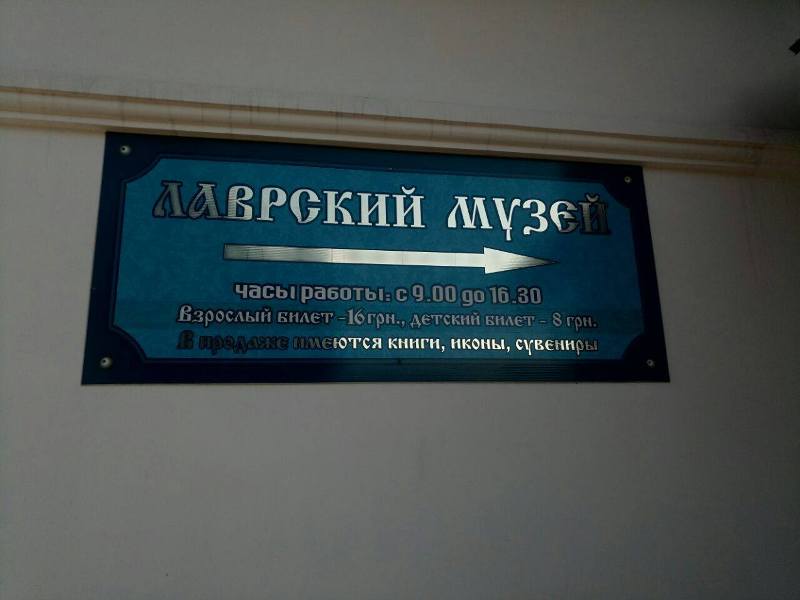 ЛАВРСКИЙ МУЗЕЙ
ЧАСЫ РАБОТЫ: С 9.00 до 16.30
Взрослый билет -16 грн., детский билет - 8 грн.
В продаже имеются книги, иконы, сувениры